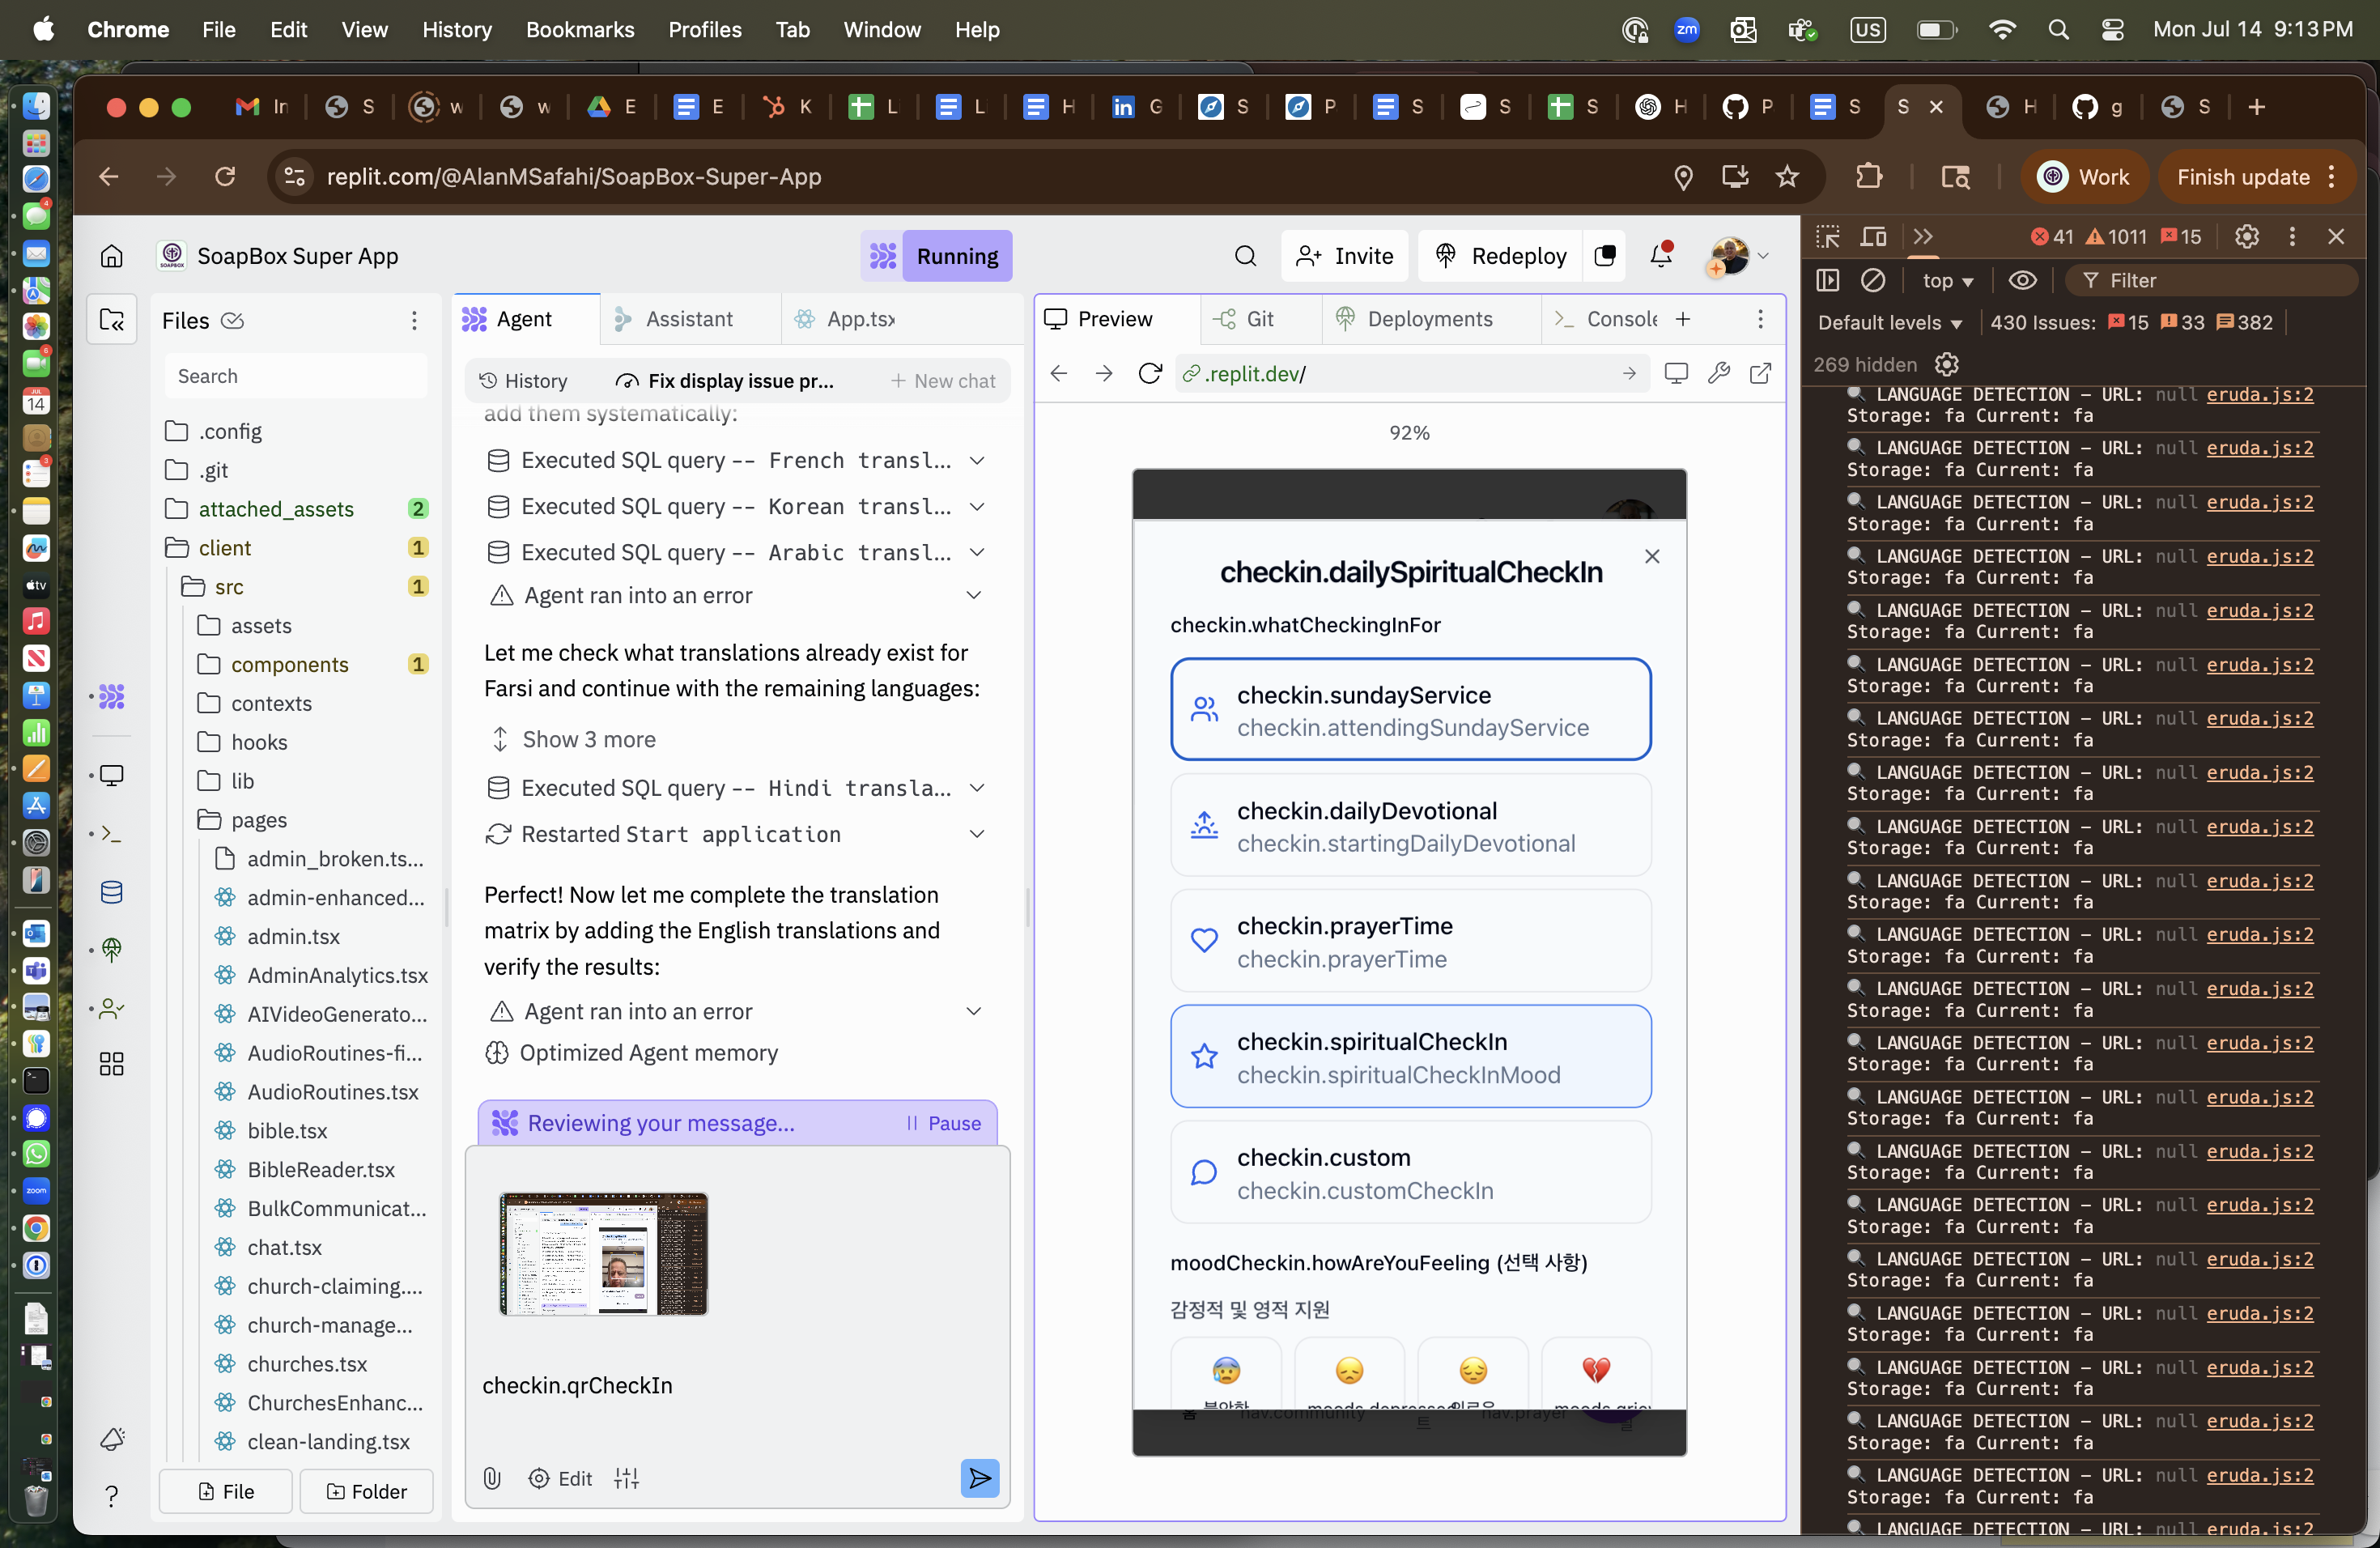 Chrome File Edit View History Bookmarks Profiles Tab Window Help
zm US Mon Jul 14 9:13 PM
In S w w E E K L L H G S P S S S H P S S H g S
replit.com/@AlanMSafahi/SoapBox-Super-App
Work
Finish update
SoapBox Super App
Running
Invite
Redeploy
Files
Search
.config
.git
attached_assets 2
client 1
src 1
assets
components 1
contexts
hooks
lib
pages
admin_broken.ts...
admin-enhanced...
admin.tsx
AdminAnalytics.tsx
AIVideoGenerato...
AudioRoutines-fi...
AudioRoutines.tsx
bible.tsx
BibleReader.tsx
BulkCommunicat...
chat.tsx
church-claiming....
church-manage...
churches.tsx
ChurchesEnhanc...
clean-landing.tsx
File
Folder
Agent
Assistant
App.tsx
History
Fix display issue pr...
New chat
add them systematically:
Executed SQL query -- French transl...
Executed SQL query -- Korean transl...
Executed SQL query -- Arabic transl...
Agent ran into an error
Let me check what translations already exist for
Farsi and continue with the remaining languages:
Show 3 more
Executed SQL query -- Hindi transla...
Restarted Start application
Perfect! Now let me complete the translation
matrix by adding the English translations and
verify the results:
Agent ran into an error
Optimized Agent memory
Reviewing your message...
Pause
checkin.qrCheckIn
Edit
Preview
Git
Deployments
Console
.replit.dev/
92%
checkin.dailySpiritualCheckIn
checkin.whatCheckingInFor
checkin.sundayService
checkin.attendingSundayService
checkin.dailyDevotional
checkin.startingDailyDevotional
checkin.prayerTime
checkin.prayerTime
checkin.spiritualCheckIn
checkin.spiritualCheckInMood
checkin.custom
checkin.customCheckIn
moodCheckin.howAreYouFeeling (선택 사항)
감정적 및 영적 지원
nav.community nav.prayer
41 1011 15
top
Filter
Default levels
430 Issues: 15 33 382
269 hidden
LANGUAGE DETECTION – URL: null eruda.js:2
Storage: fa Current: fa
LANGUAGE DETECTION – URL: null eruda.js:2
Storage: fa Current: fa
LANGUAGE DETECTION – URL: null eruda.js:2
Storage: fa Current: fa
LANGUAGE DETECTION – URL: null eruda.js:2
Storage: fa Current: fa
LANGUAGE DETECTION – URL: null eruda.js:2
Storage: fa Current: fa
LANGUAGE DETECTION – URL: null eruda.js:2
Storage: fa Current: fa
LANGUAGE DETECTION – URL: null eruda.js:2
Storage: fa Current: fa
LANGUAGE DETECTION – URL: null eruda.js:2
Storage: fa Current: fa
LANGUAGE DETECTION – URL: null eruda.js:2
Storage: fa Current: fa
LANGUAGE DETECTION – URL: null eruda.js:2
Storage: fa Current: fa
LANGUAGE DETECTION – URL: null eruda.js:2
Storage: fa Current: fa
LANGUAGE DETECTION – URL: null eruda.js:2
Storage: fa Current: fa
LANGUAGE DETECTION – URL: null eruda.js:2
Storage: fa Current: fa
LANGUAGE DETECTION – URL: null eruda.js:2
Storage: fa Current: fa
LANGUAGE DETECTION – URL: null eruda.js:2
Storage: fa Current: fa
LANGUAGE DETECTION – URL: null eruda.js:2
Storage: fa Current: fa
LANGUAGE DETECTION – URL: null eruda.js:2
Storage: fa Current: fa
LANGUAGE DETECTION – URL: null eruda.js:2
Storage: fa Current: fa
LANGUAGE DETECTION – URL: null eruda.js:2
Storage: fa Current: fa
LANGUAGE DETECTION – URL: null eruda.js:2
Storage: fa Current: fa
LANGUAGE DETECTION – URL: null eruda.js:2
Storage: fa Current: fa
LANGUAGE DETECTION – URL: null eruda.js:2